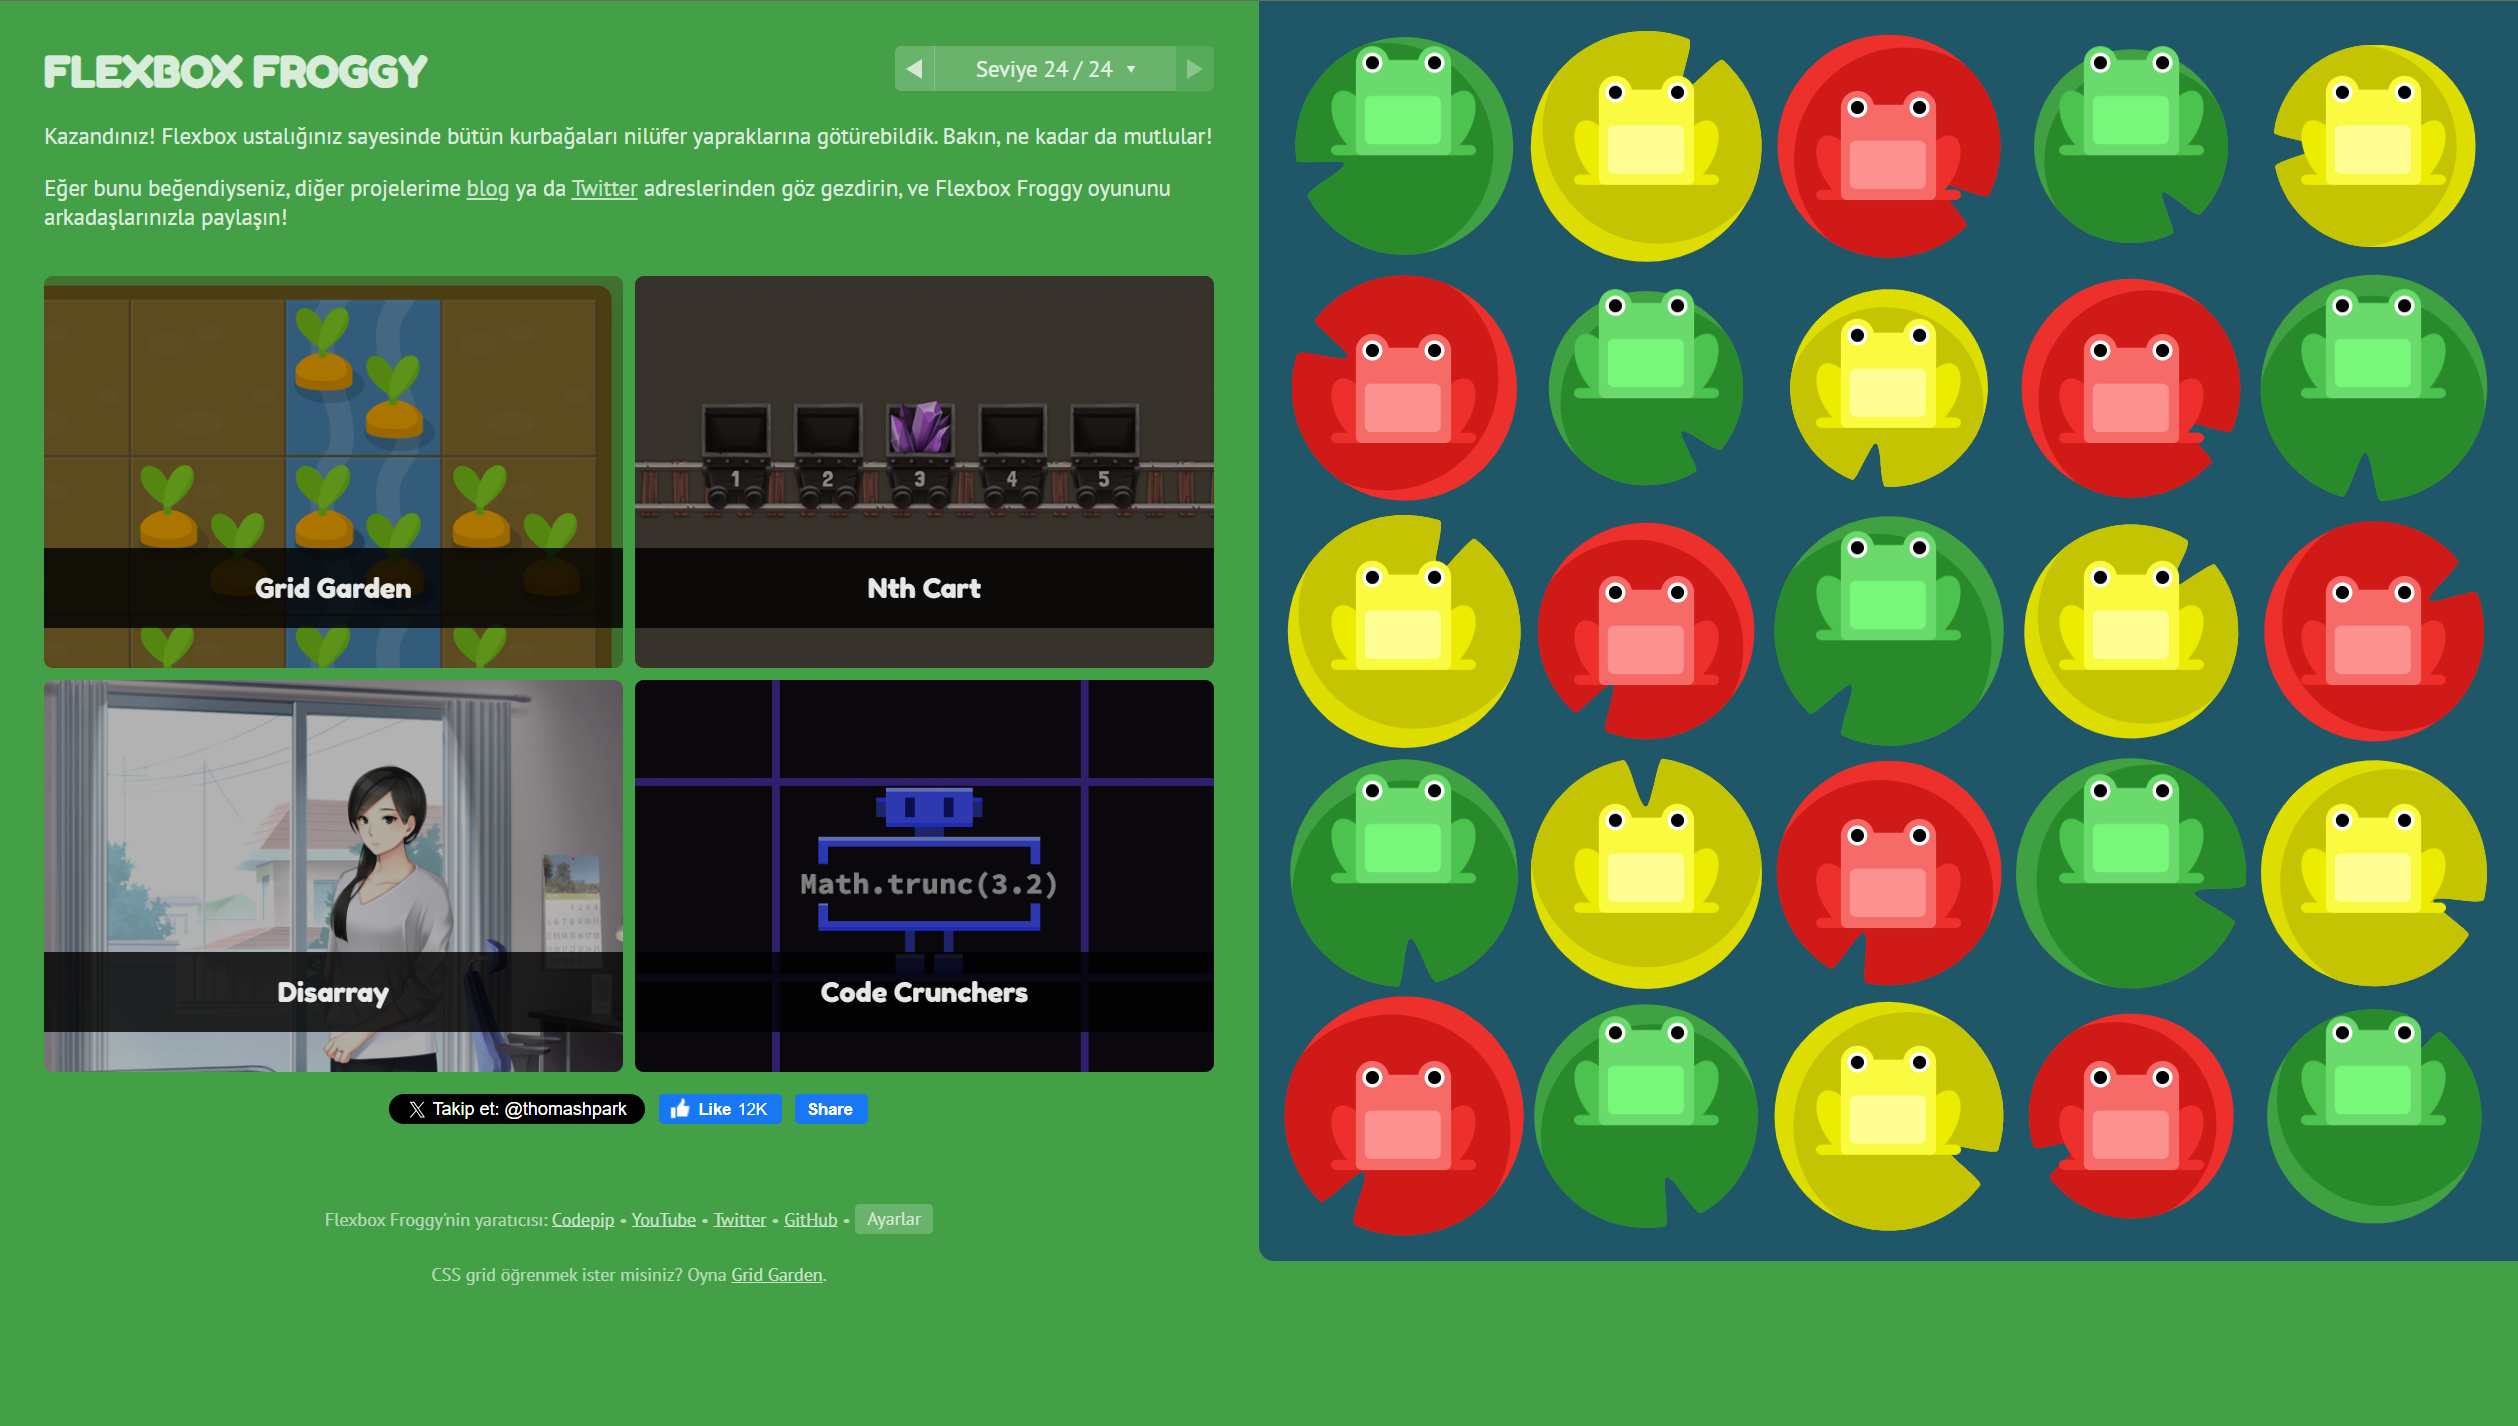 FLEXBOX FROGGY
Seviye 24 / 24
Kazandınız! Flexbox ustalığınız sayesinde bütün kurbağaları nilüfer yapraklarına götürebildik. Bakın, ne kadar da mutlular!
Eğer bunu beğendiyseniz, diğer projelerime blog ya da Twitter adreslerinden göz gezdirin, ve Flexbox Froggy oyununu
arkadaşlarınızla paylaşın!
1 2 3 4 5
Grid Garden
Nth Cart
Math.trunc(3.2)
Disarray
Code Crunchers
Takip et: @thomashpark
Like 12K
Share
Flexbox Froggy'nin yaratıcısı: Codepip • YouTube • Twitter • GitHub • Ayarlar
CSS grid öğrenmek ister misiniz? Oyna Grid Garden.